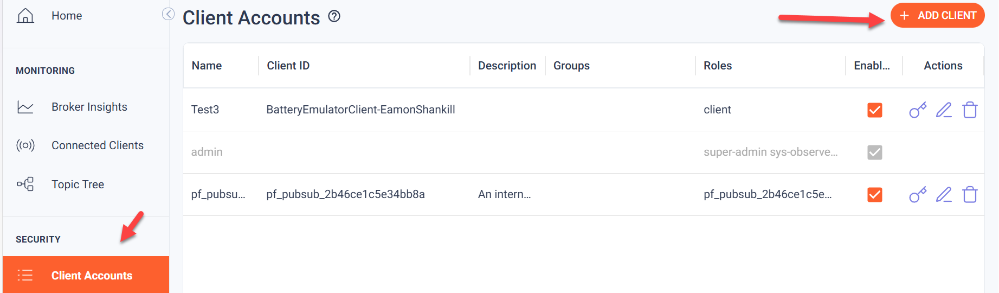 Home
MONITORING
Broker Insights
Connected Clients
Topic Tree
SECURITY
Client Accounts
Client Accounts ?
+ ADD CLIENT
Name Client ID Description Groups Roles Enabl... Actions
Test3 BatteryEmulatorClient-EamonShankill client
admin super-admin sys-observe...
pf_pubsu... pf_pubsub_2b46ce1c5e34bb8a An intern... pf_pubsub_2b46ce1c5e...